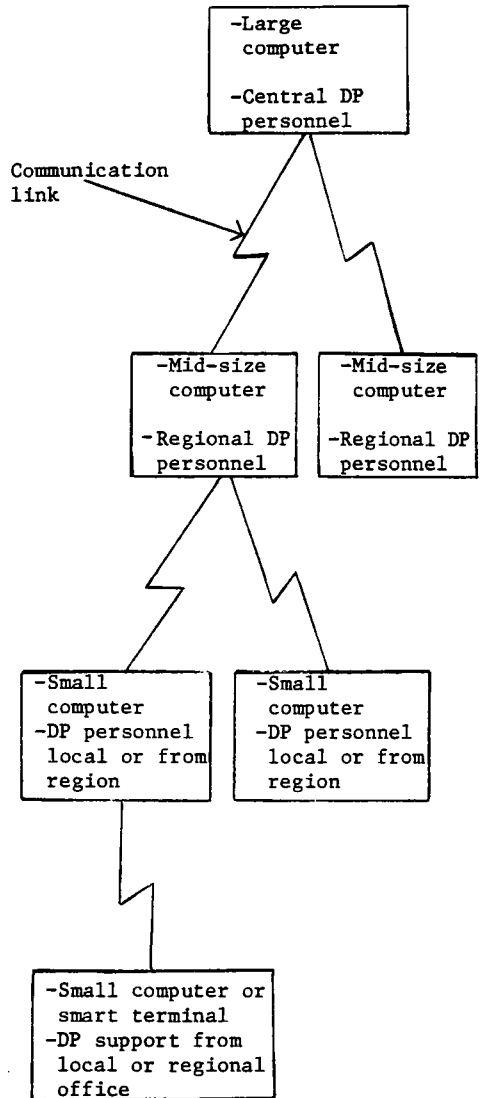 -Large
computer
-Central DP
personnel
Communication
link
-Mid-size
computer
-Regional DP
personnel
-Mid-size
computer
-Regional DP
personnel
-Small
computer
-DP personnel
local or from
region
-Small
computer
-DP personnel
local or from
region
-Small computer or
smart terminal
-DP support from
local or regional
office